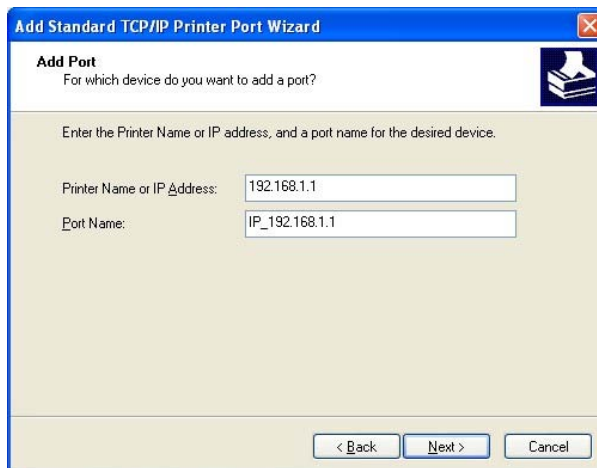 Add Standard TCP/IP Printer Port Wizard
Add Port
For which device do you want to add a port?
Enter the Printer Name or IP address, and a port name for the desired device.
Printer Name or IP Address: 192.168.1.1
Port Name: IP_192.168.1.1
< Back Next > Cancel